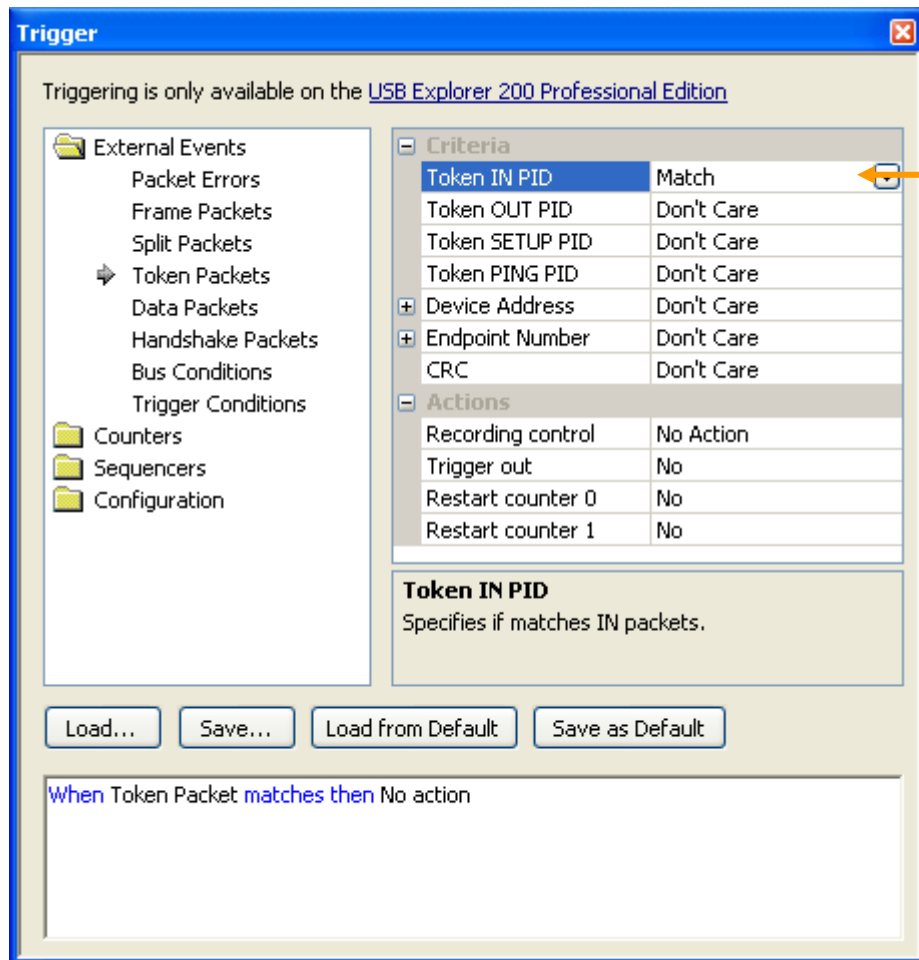 Trigger
Triggering is only available on the USB Explorer 200 Professional Edition
External Events
Packet Errors
Frame Packets
Split Packets
Token Packets
Data Packets
Handshake Packets
Bus Conditions
Trigger Conditions
Counters
Sequencers
Configuration
Criteria
Token IN PID Match
Token OUT PID Don't Care
Token SETUP PID Don't Care
Token PING PID Don't Care
Device Address Don't Care
Endpoint Number Don't Care
CRC Don't Care
Actions
Recording control No Action
Trigger out No
Restart counter 0 No
Restart counter 1 No
Token IN PID
Specifies if matches IN packets.
Load... Save... Load from Default Save as Default
When Token Packet matches then No action